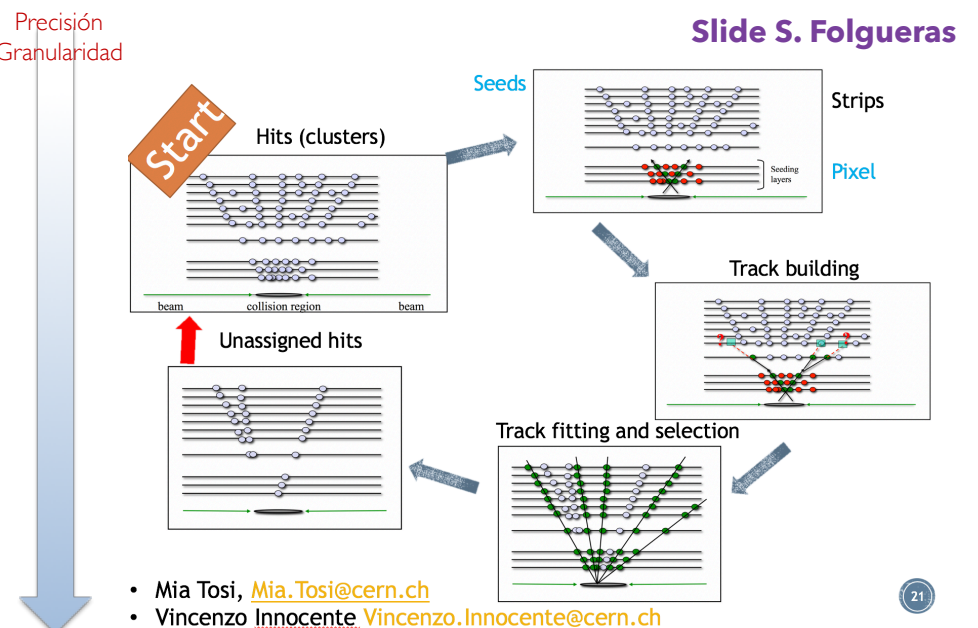 Precisión
Granularidad
Slide S. Folgueras
Start
Hits (clusters)
beam
collision region
beam
Seeds
Strips
Pixel
Seeding
layers
Track building
Track fitting and selection
Unassigned hits
• Mia Tosi, Mia.Tosi@cern.ch
• Vincenzo Innocente Vincenzo.Innocente@cern.ch
21